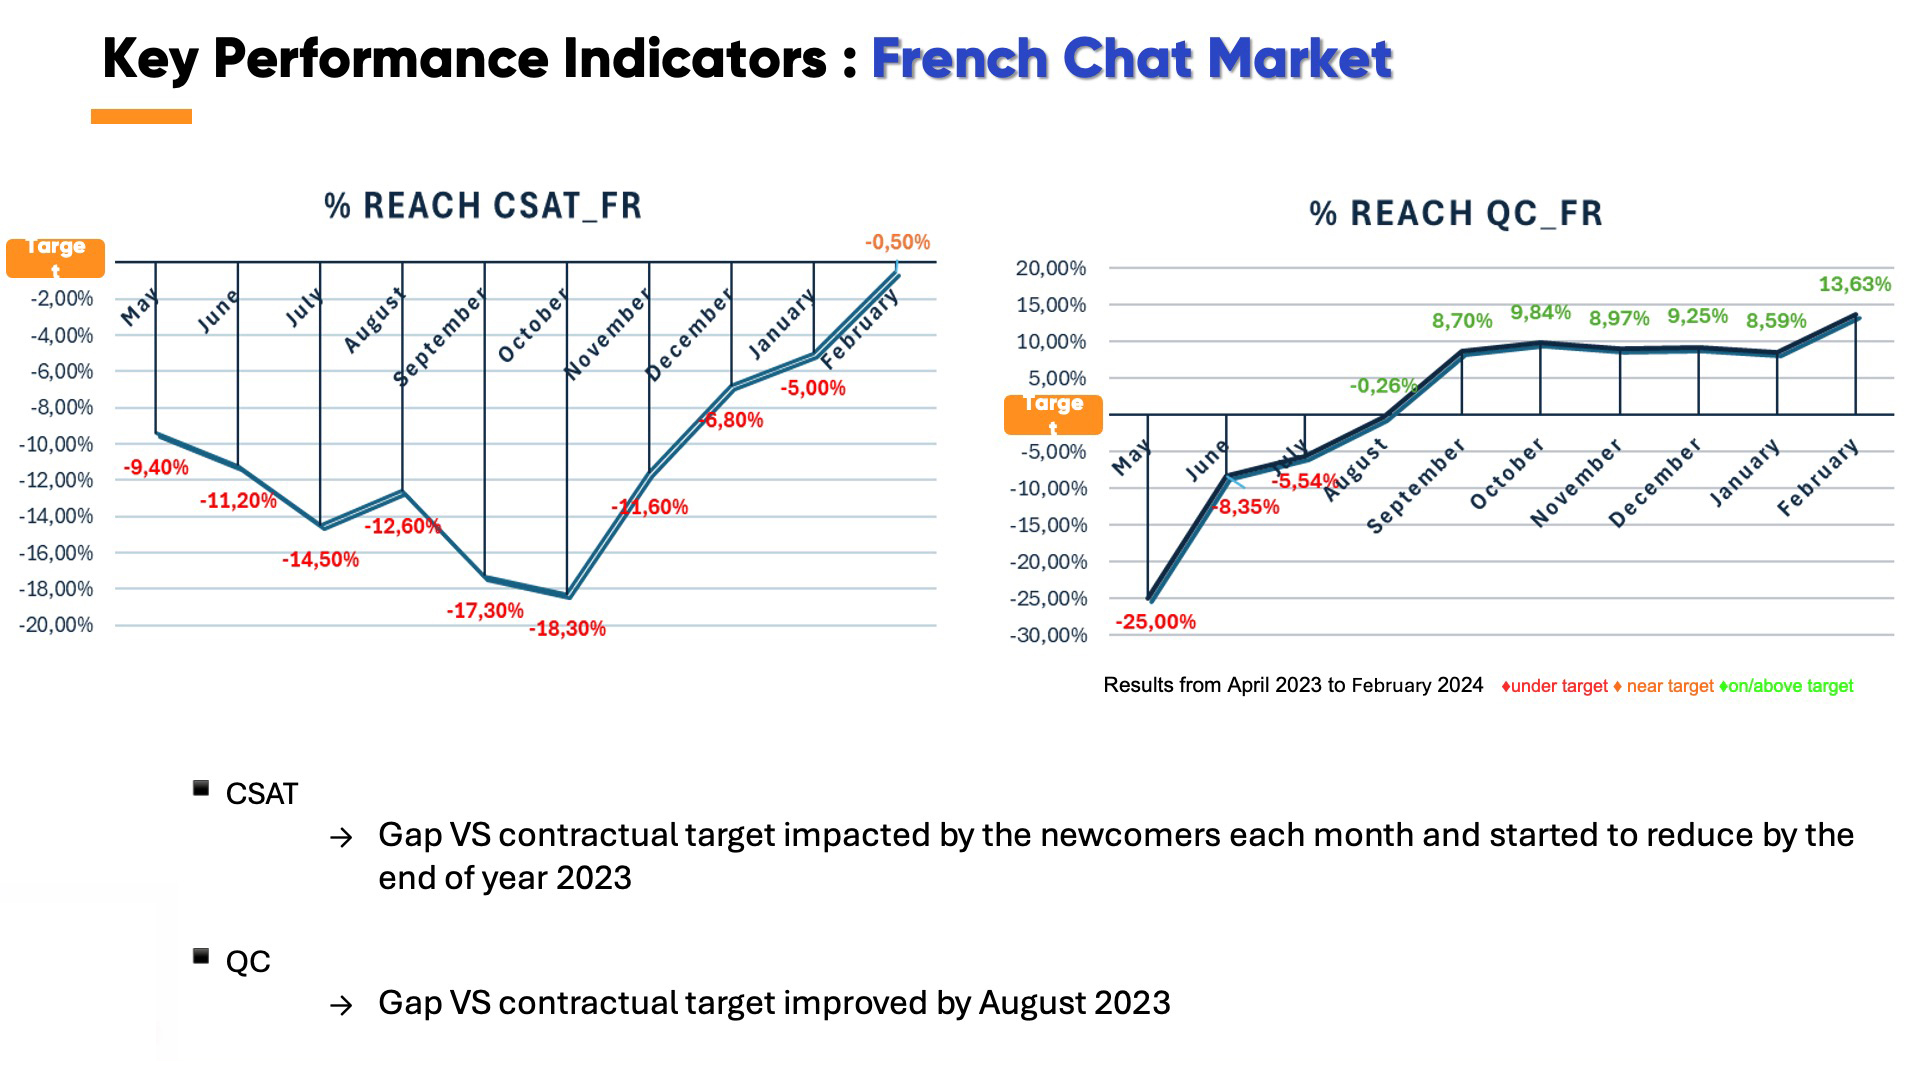 Key Performance Indicators : French Chat Market
% REACH CSAT_FR
Targe
t
-2,00%
-4,00%
-6,00%
-8,00%
-10,00%
-12,00%
-14,00%
-16,00%
-18,00%
-20,00%
May
June
July
August
September
October
November
December
January
February
-9,40%
-11,20%
-14,50%
-12,60%
-17,30%
-18,30%
-11,60%
-6,80%
-5,00%
-0,50%
% REACH QC_FR
20,00%
15,00%
10,00%
5,00%
Targe
t
-5,00%
-10,00%
-15,00%
-20,00%
-25,00%
-30,00%
May
June
July
August
September
October
November
December
January
February
-25,00%
-8,35%
-5,54%
-0,26%
8,70%
9,84%
8,97%
9,25%
8,59%
13,63%
Results from April 2023 to February 2024 ♦under target ♦ near target ♦on/above target
■ CSAT
→ Gap VS contractual target impacted by the newcomers each month and started to reduce by the
end of year 2023
■ QC
→ Gap VS contractual target improved by August 2023